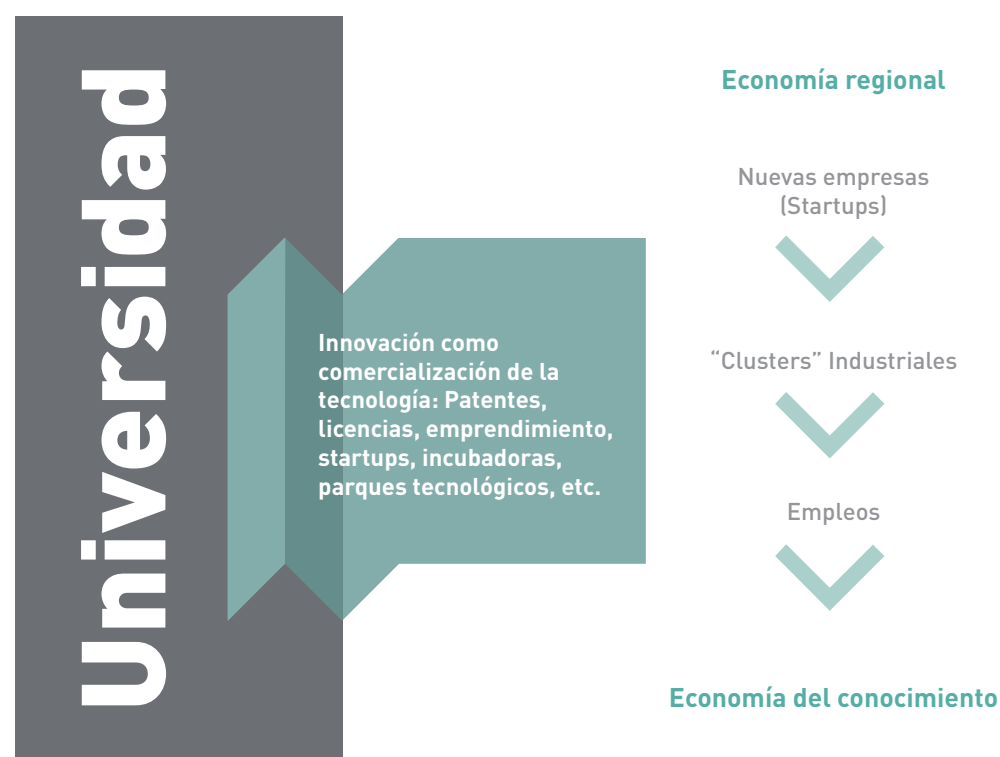 Universidad
Innovación como
comercialización de la
tecnología: Patentes,
licencias, emprendimiento,
startups, incubadoras,
parques tecnológicos, etc.
Economía regional
Nuevas empresas
(Startups)
“Clusters” Industriales
Empleos
Economía del conocimiento